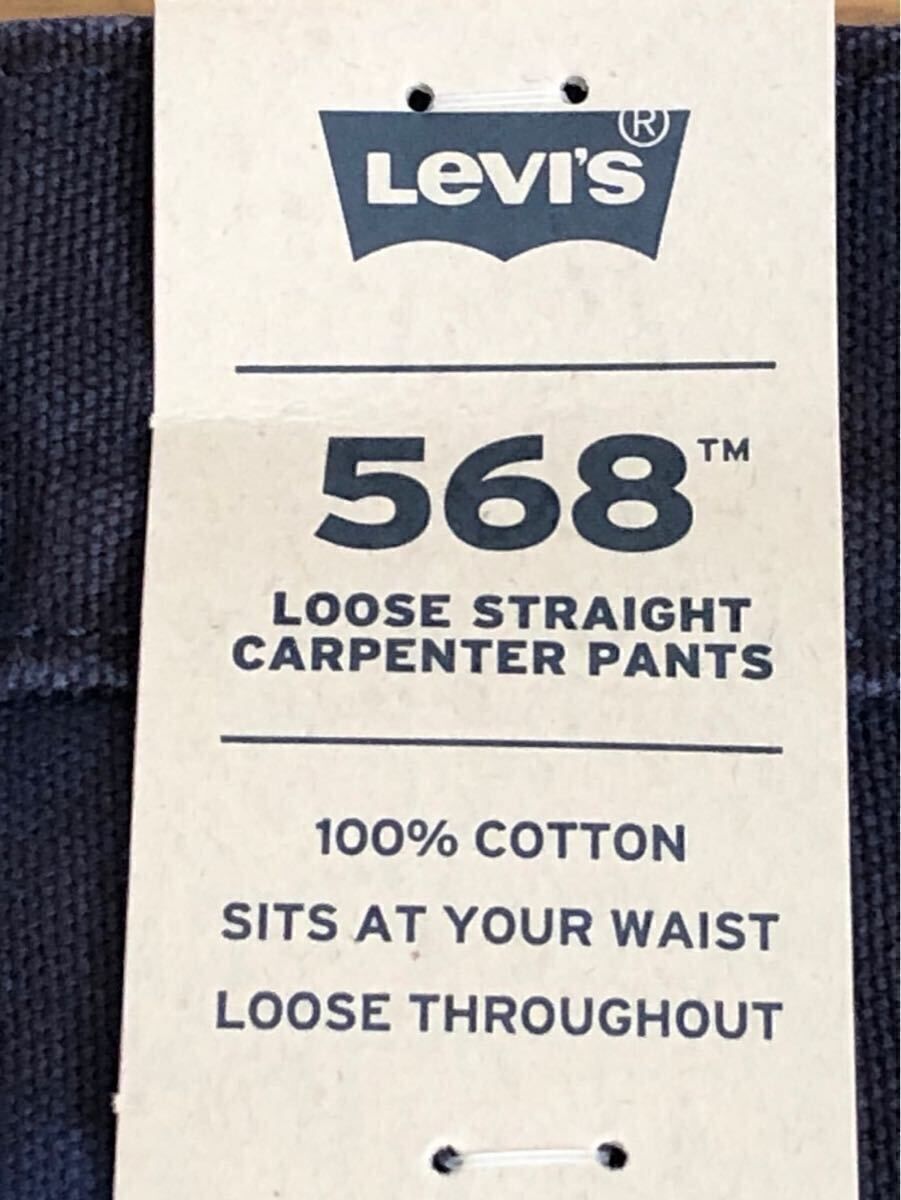 LEVI'S®
568™
LOOSE STRAIGHT
CARPENTER PANTS
100% COTTON
SITS AT YOUR WAIST
LOOSE THROUGHOUT